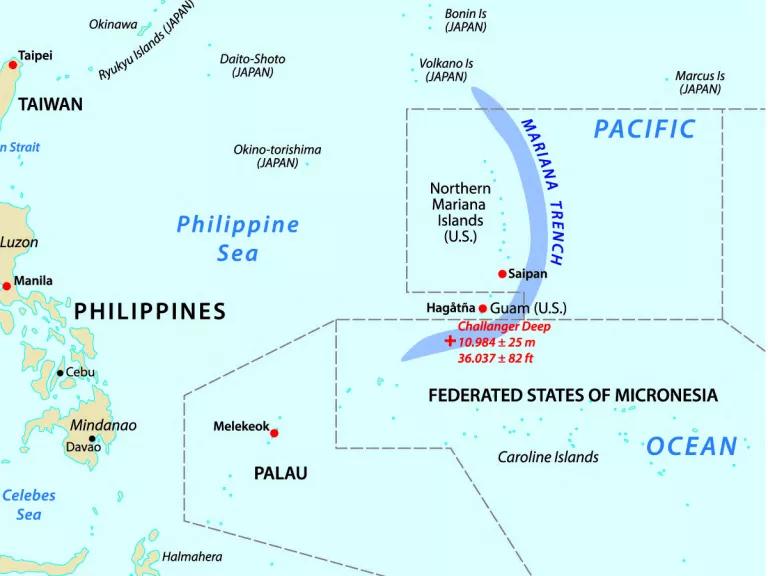 Bonin Is
(JAPAN)
Okinawa
Ryukyu Islands (JAPAN)
Taipei
Daito-Shoto
(JAPAN)
Volkano Is
(JAPAN)
Marcus Is
(JAPAN)
TAIWAN
PACIFIC
MARIANA TRENCH
n Strait
Okino-torishima
(JAPAN)
Northern
Mariana
Islands
(U.S.)
Philippine
Sea
Luzon
Saipan
Manila
PHILIPPINES
Hagåtña
Guam (U.S.)
Challanger Deep
10.984 ± 25 m
36.037 ± 82 ft
Cebu
FEDERATED STATES OF MICRONESIA
Mindanao
Davao
Melekeok
OCEAN
Caroline Islands
PALAU
Celebes
Sea
Halmahera